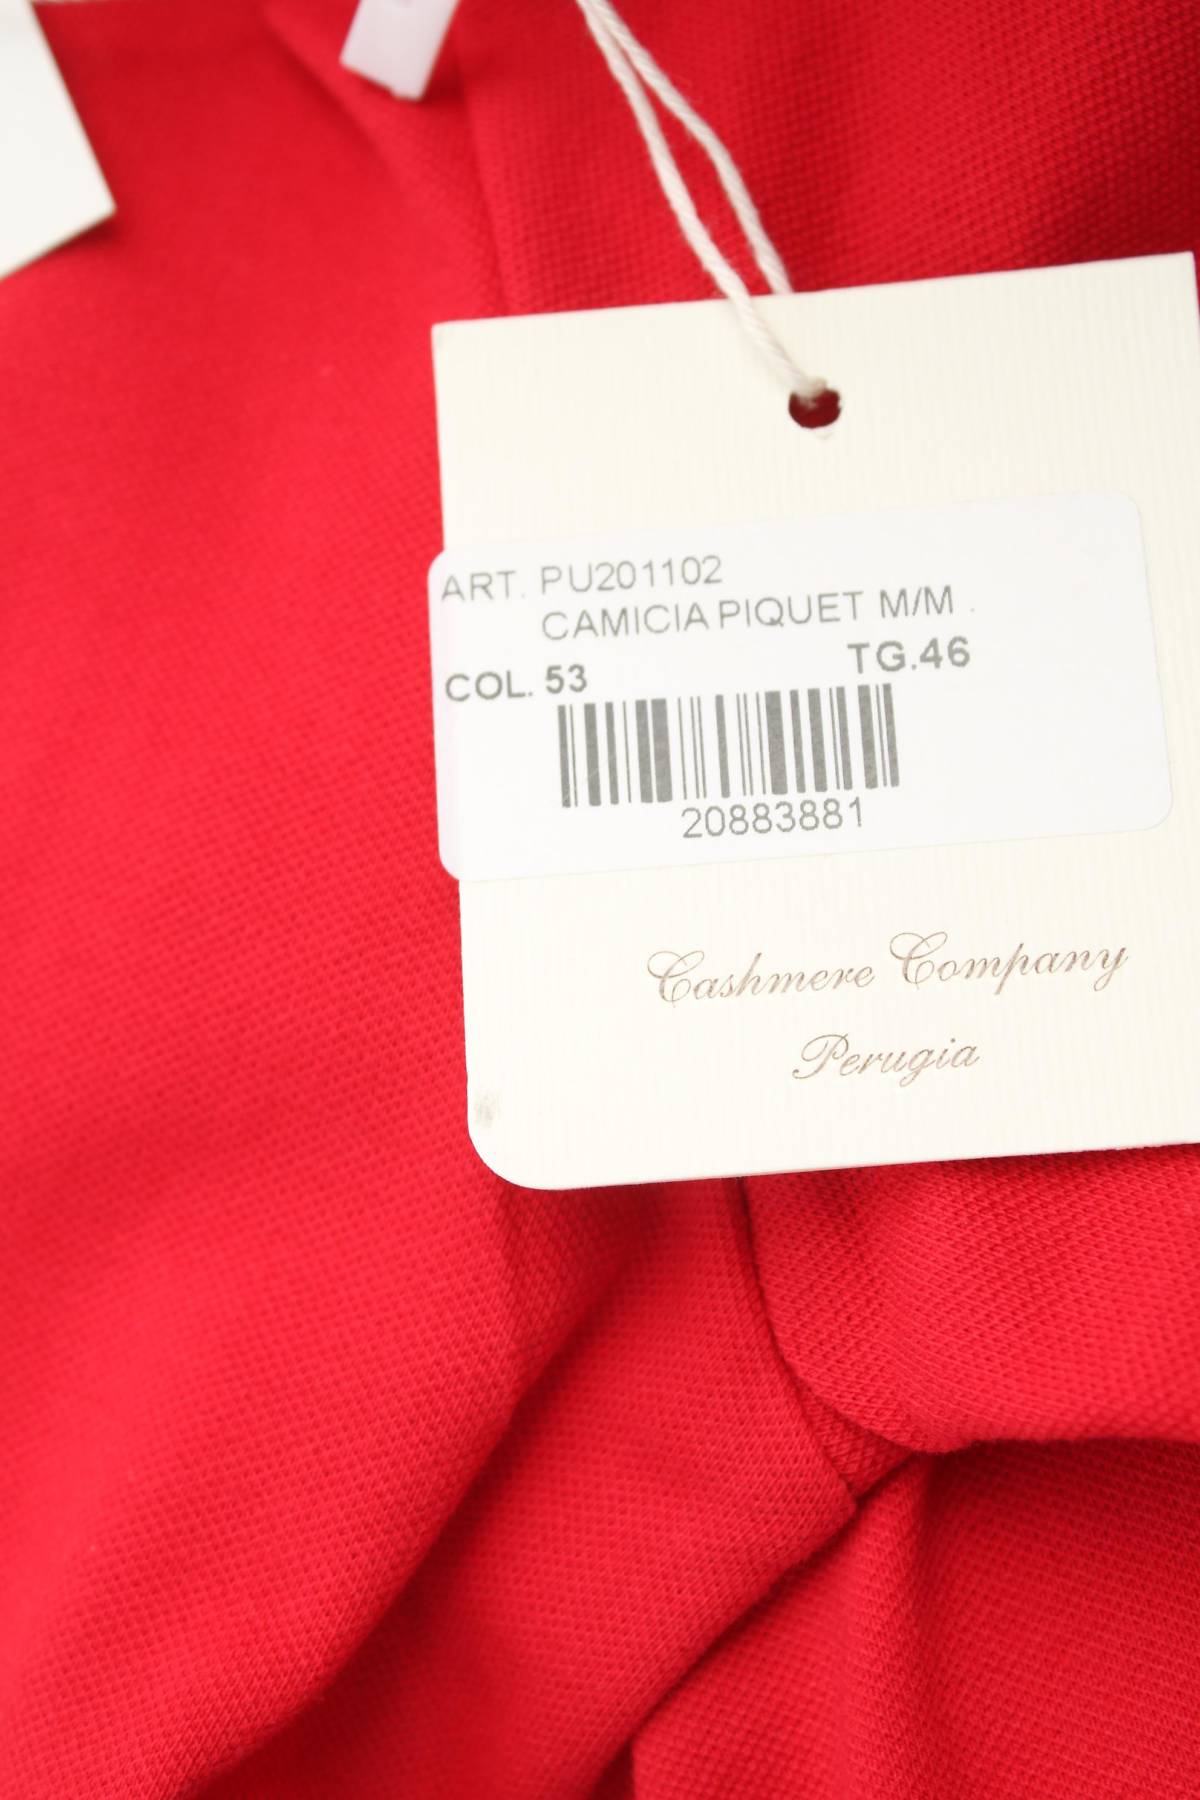 ART. PU201102
CAMICIA PIQUET M/M .
COL. 53 TG.46
20883881
Cashmere Company
Perugia